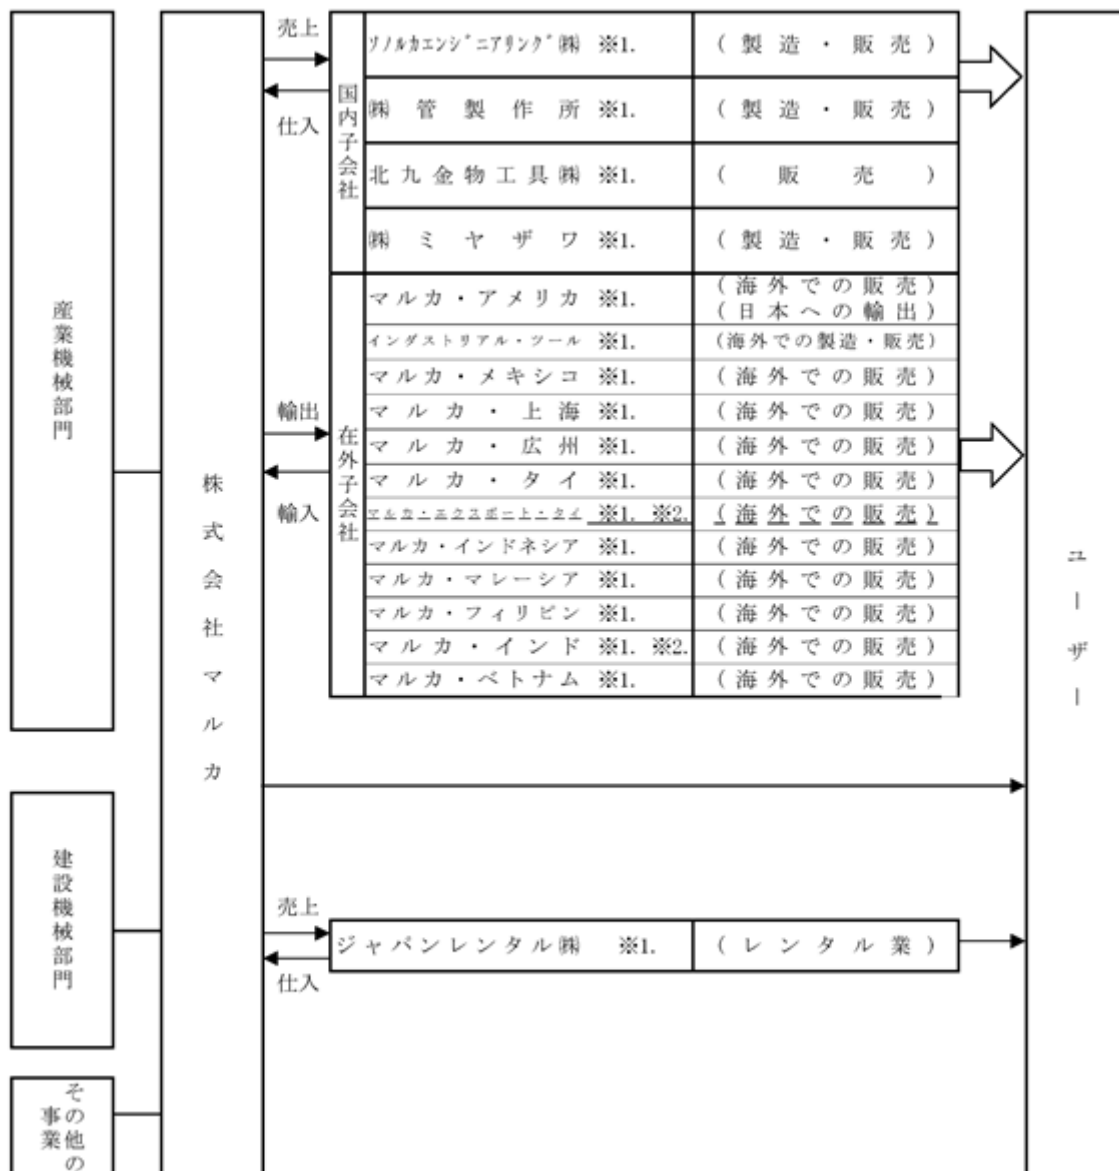 産業機械部門
建設機械部門
その他の
事業
株式会社マルカ
売上
仕入
国内子会社
ソノルカエンジニアリング㈱ ※1. (製造・販売)
㈱管製作所 ※1. (製造・販売)
北九金物工具㈱ ※1. (販売)
㈱ミヤザワ ※1. (製造・販売)
輸出
輸入
在外子会社
マルカ・アメリカ ※1. (海外での販売)
(日本への輸出)
インダストリアル・ツール ※1. (海外での製造・販売)
マルカ・メキシコ ※1. (海外での販売)
マルカ・上海 ※1. (海外での販売)
マルカ・広州 ※1. (海外での販売)
マルカ・タイ ※1. (海外での販売)
マルカ・エクスポート・タイ ※1. ※2. (海外での販売)
マルカ・インドネシア ※1. (海外での販売)
マルカ・マレーシア ※1. (海外での販売)
マルカ・フィリピン ※1. (海外での販売)
マルカ・インド ※1. ※2. (海外での販売)
マルカ・ベトナム ※1. (海外での販売)
売上
仕入
ジャパンレンタル㈱ ※1. (レンタル業)
ユーザー